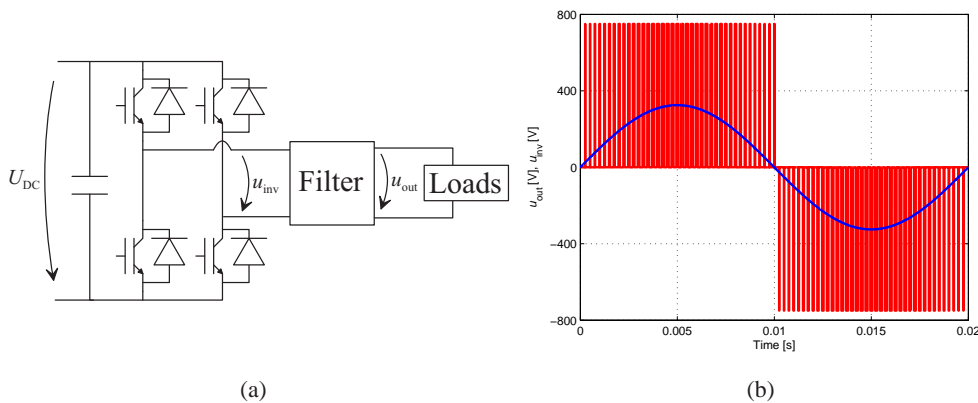 U_DC
u_inv
Filter
u_out
Loads
(a)
u_out [V], u_inv [V]
800
400
0
−400
−800
0
0.005
0.01
0.015
0.02
Time [s]
(b)